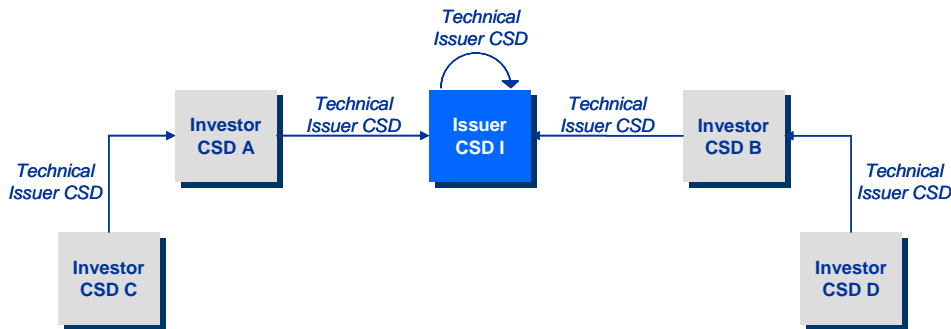 Technical
Issuer CSD
Investor
CSD A
Technical
Issuer CSD
Issuer
CSD I
Technical
Issuer CSD
Investor
CSD B
Technical
Issuer CSD
Technical
Issuer CSD
Investor
CSD C
Investor
CSD D